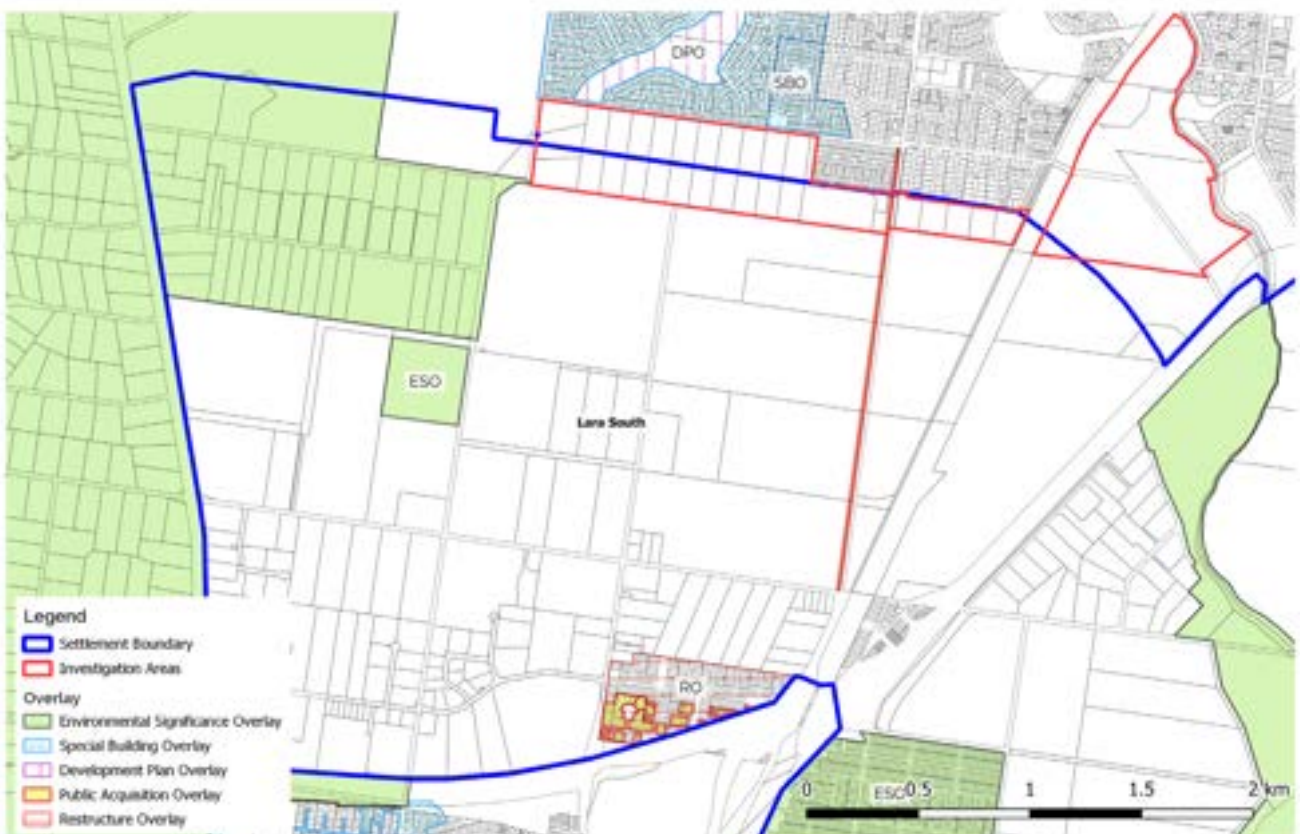 DPO
SBO
ESO
Lara South
RO
ESO
Legend
Settlement Boundary
Investigation Areas
Overlay
Environmental Significance Overlay
Special Building Overlay
Development Plan Overlay
Public Acquisition Overlay
Restructure Overlay
0 0.5 1 1.5 2 km